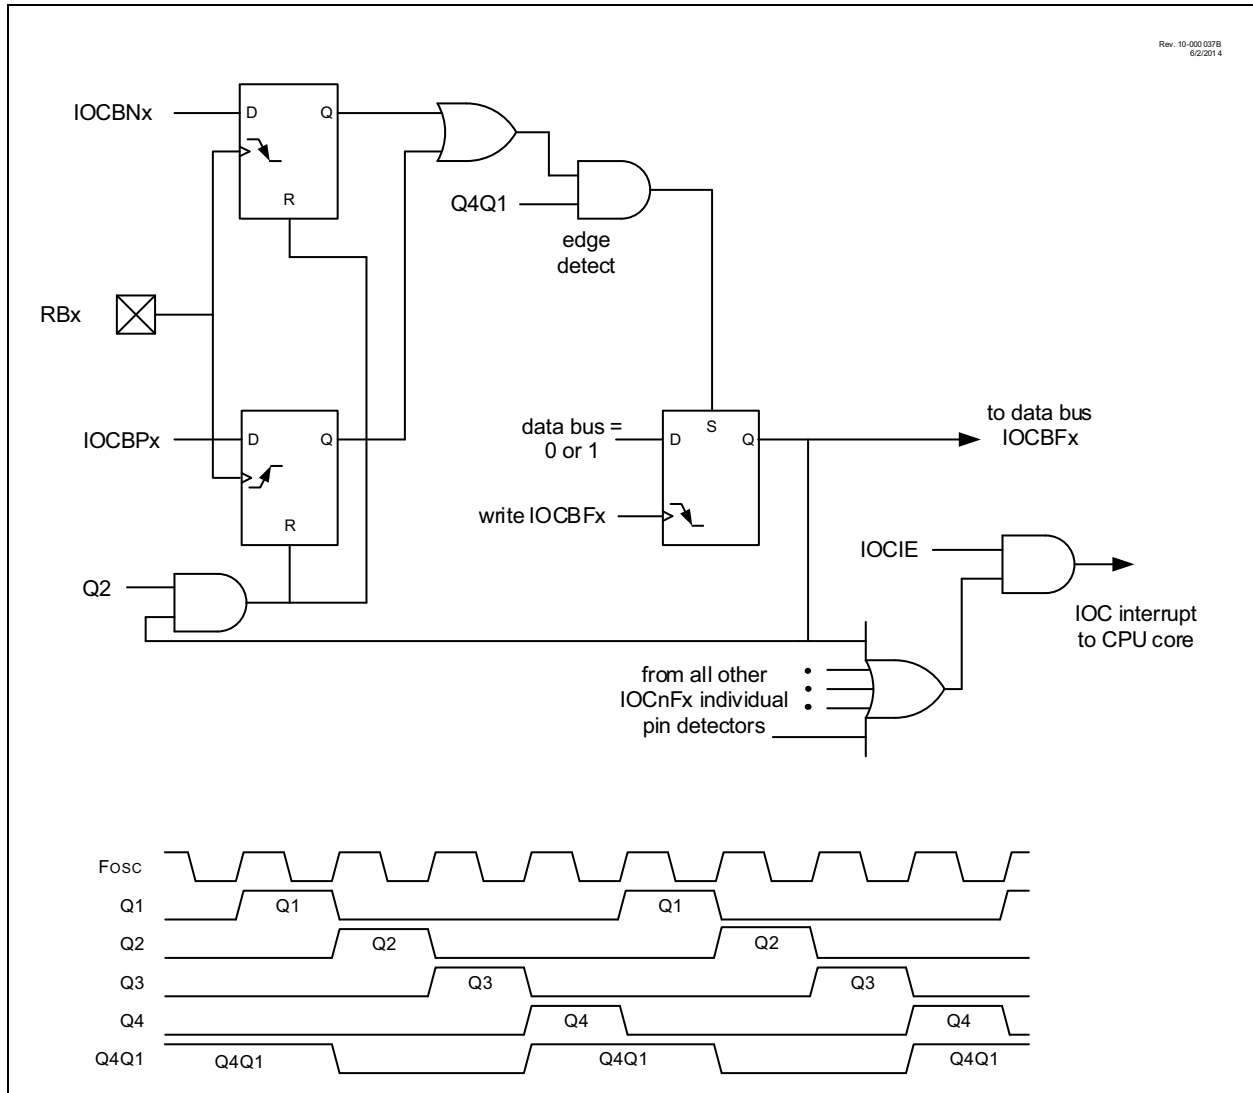 Rev. 10-000 037B
6/2/2014
IOCBNx
D
Q
R
Q4Q1
edge
detect
RBx
IOCBPx
D
Q
R
data bus =
0 or 1
D
S
Q
to data bus
IOCBFx
write IOCBFx
IOCIE
Q2
IOC interrupt
to CPU core
from all other
IOCnFx individual
pin detectors
FOSC
Q1
Q1
Q1
Q2
Q2
Q2
Q3
Q3
Q3
Q4
Q4
Q4
Q4Q1
Q4Q1
Q4Q1
Q4Q1